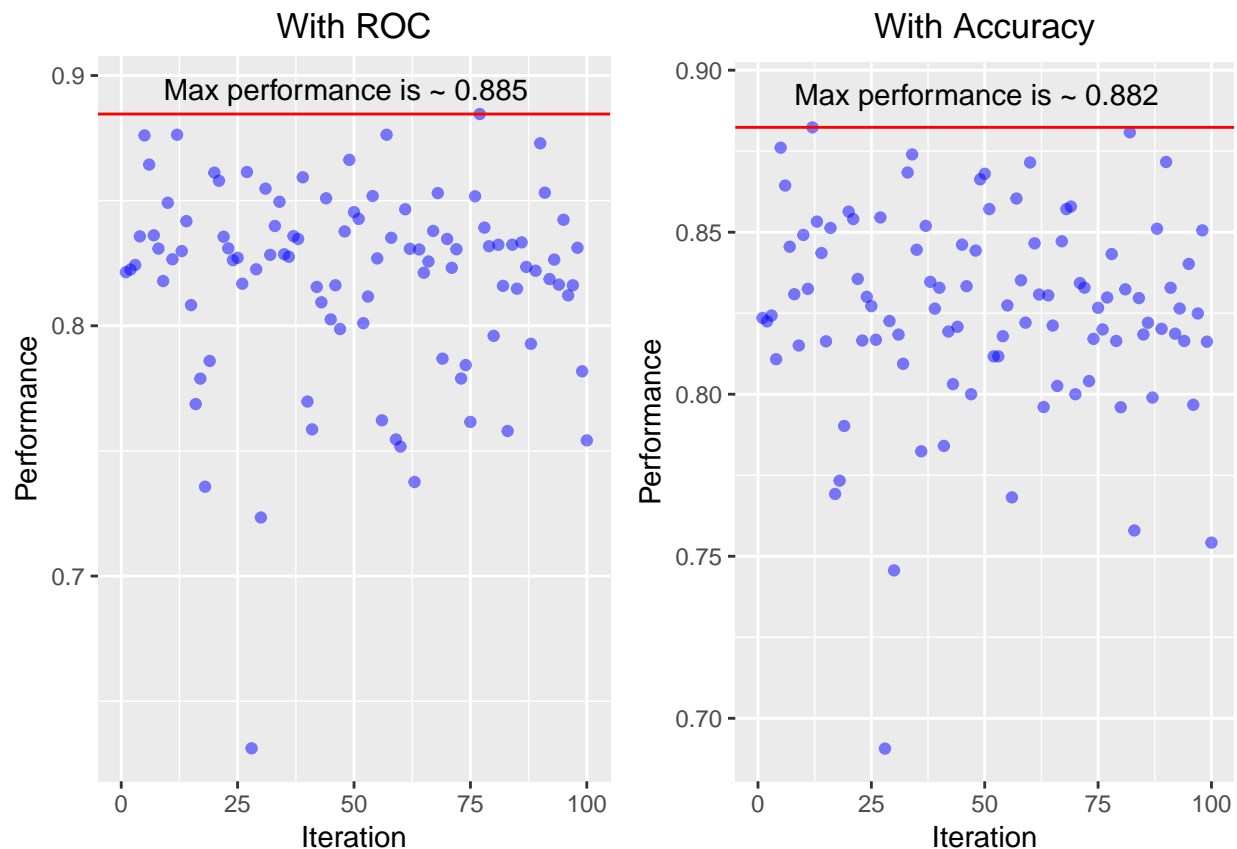 With ROC
Max performance is ~ 0.885
0.9
0.8
0.7
Performance
0
25
50
75
100
Iteration
With Accuracy
Max performance is ~ 0.882
0.90
0.85
0.80
0.75
0.70
Performance
0
25
50
75
100
Iteration